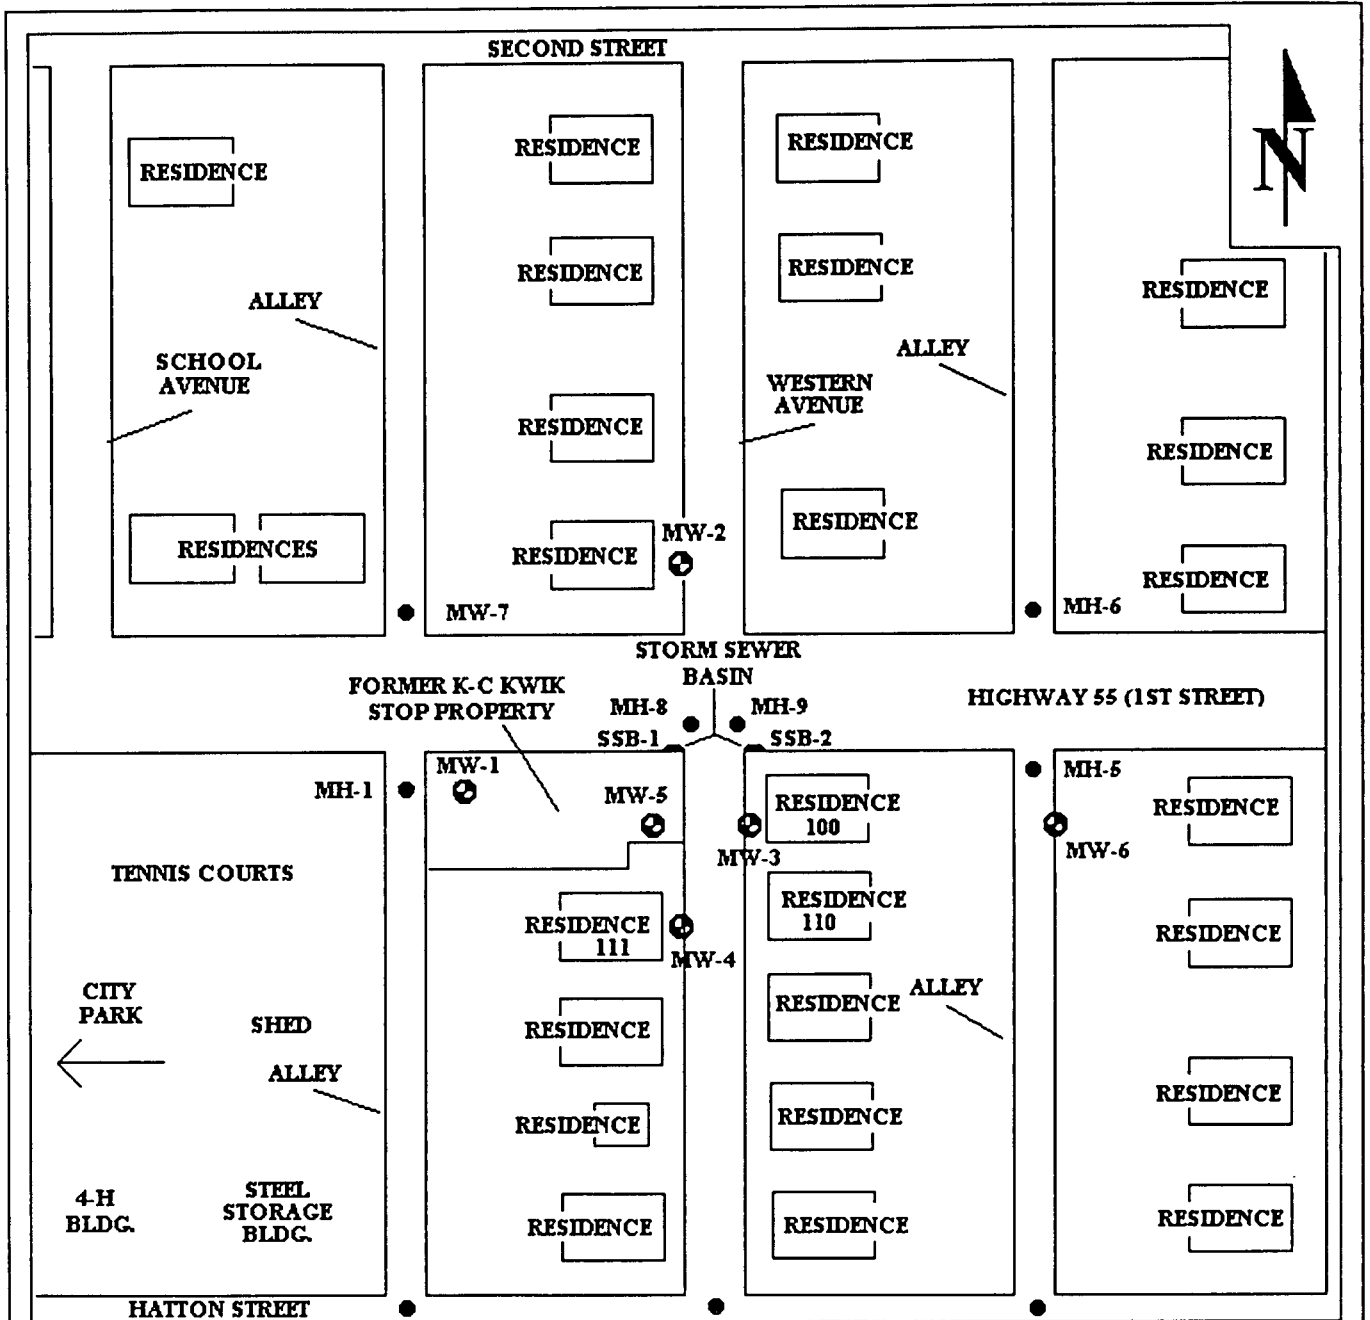 SECOND STREET
N
RESIDENCE
RESIDENCE
RESIDENCE
RESIDENCE
RESIDENCE
RESIDENCE
ALLEY
ALLEY
SCHOOL
AVENUE
WESTERN
AVENUE
RESIDENCE
RESIDENCE
RESIDENCE
MW-2
RESIDENCES
RESIDENCE
RESIDENCE
MW-7
MH-6
STORM SEWER
BASIN
FORMER K-C KWIK
STOP PROPERTY
HIGHWAY 55 (1ST STREET)
MH-8
MH-9
SSB-1
SSB-2
MW-1
MH-1
MH-5
MW-5
RESIDENCE
100
RESIDENCE
MW-3
MW-6
TENNIS COURTS
RESIDENCE
110
RESIDENCE
111
RESIDENCE
MW-4
CITY
PARK
SHED
RESIDENCE
RESIDENCE
ALLEY
ALLEY
RESIDENCE
RESIDENCE
RESIDENCE
4-H
BLDG.
STEEL
STORAGE
BLDG.
RESIDENCE
RESIDENCE
RESIDENCE
HATTON STREET